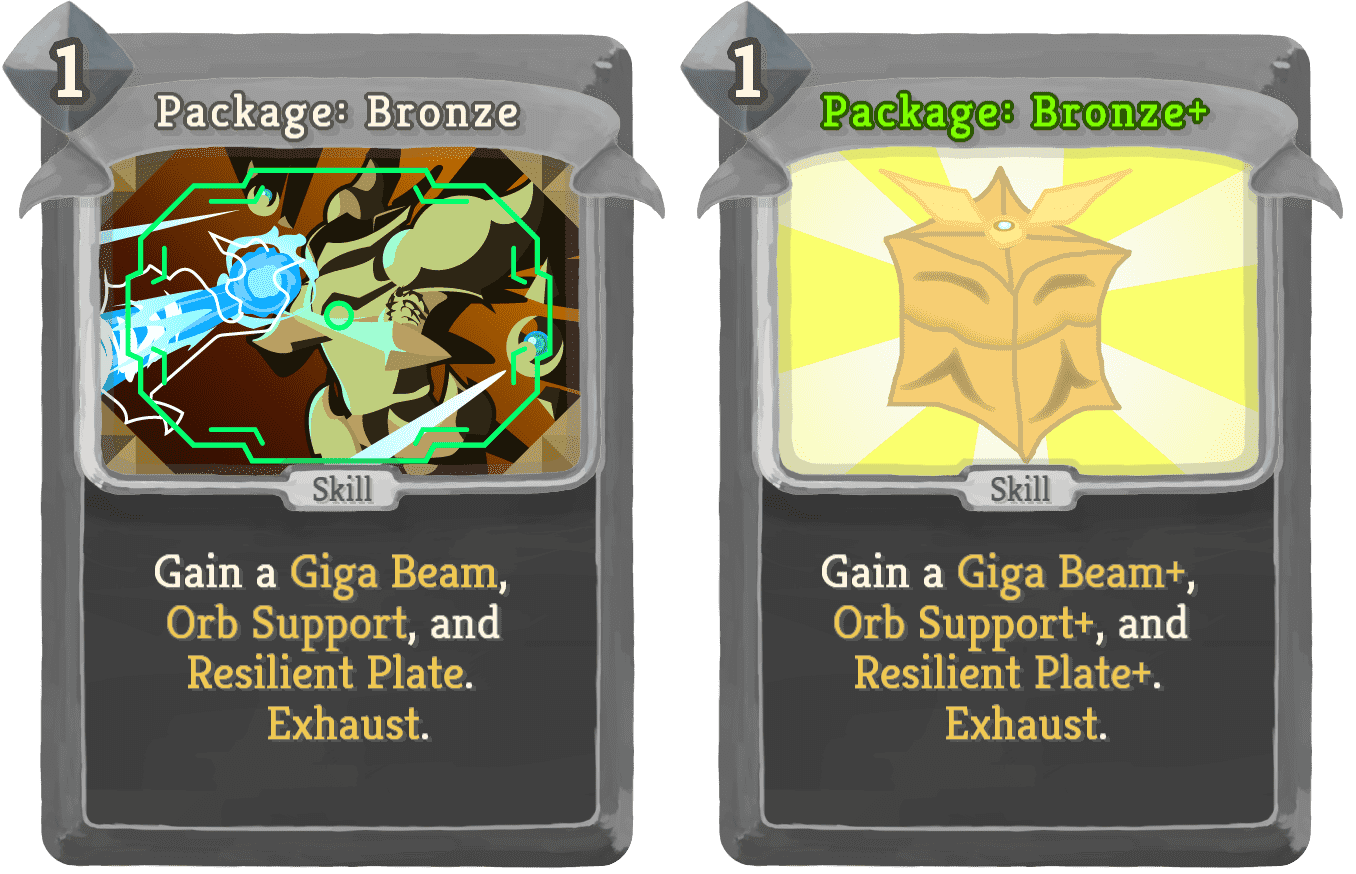 1
Package: Bronze
Skill
Gain a Giga Beam,
Orb Support, and
Resilient Plate.
Exhaust.
1
Package: Bronze+
Skill
Gain a Giga Beam+,
Orb Support+, and
Resilient Plate+.
Exhaust.